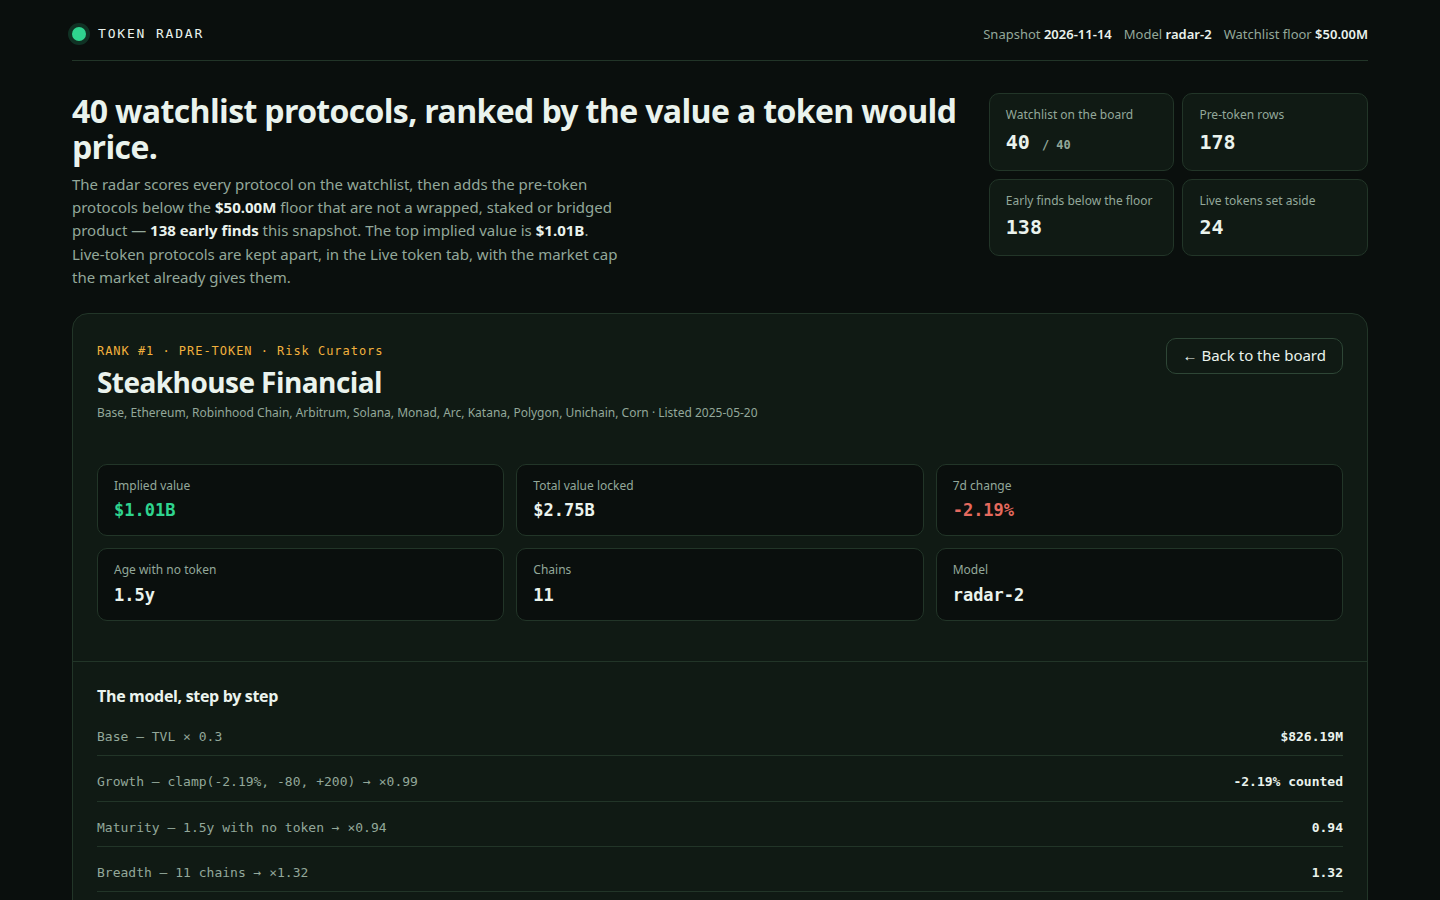 TOKEN RADAR
Snapshot 2026-11-14 Model radar-2 Watchlist floor $50.00M
40 watchlist protocols, ranked by the value a token would
price.
The radar scores every protocol on the watchlist, then adds the pre-token
protocols below the $50.00M floor that are not a wrapped, staked or bridged
product — 138 early finds this snapshot. The top implied value is $1.01B.
Live-token protocols are kept apart, in the Live token tab, with the market cap
the market already gives them.
Watchlist on the board
40 / 40
Pre-token rows
178
Early finds below the floor
138
Live tokens set aside
24
RANK #1 · PRE-TOKEN · Risk Curators
Steakhouse Financial
Base, Ethereum, Robinhood Chain, Arbitrum, Solana, Monad, Arc, Katana, Polygon, Unichain, Corn · Listed 2025-05-20
← Back to the board
Implied value
$1.01B
Total value locked
$2.75B
7d change
-2.19%
Age with no token
1.5y
Chains
11
Model
radar-2
The model, step by step
Base — TVL × 0.3 $826.19M
Growth — clamp(-2.19%, -80, +200) → ×0.99 -2.19% counted
Maturity — 1.5y with no token → ×0.94 0.94
Breadth — 11 chains → ×1.32 1.32